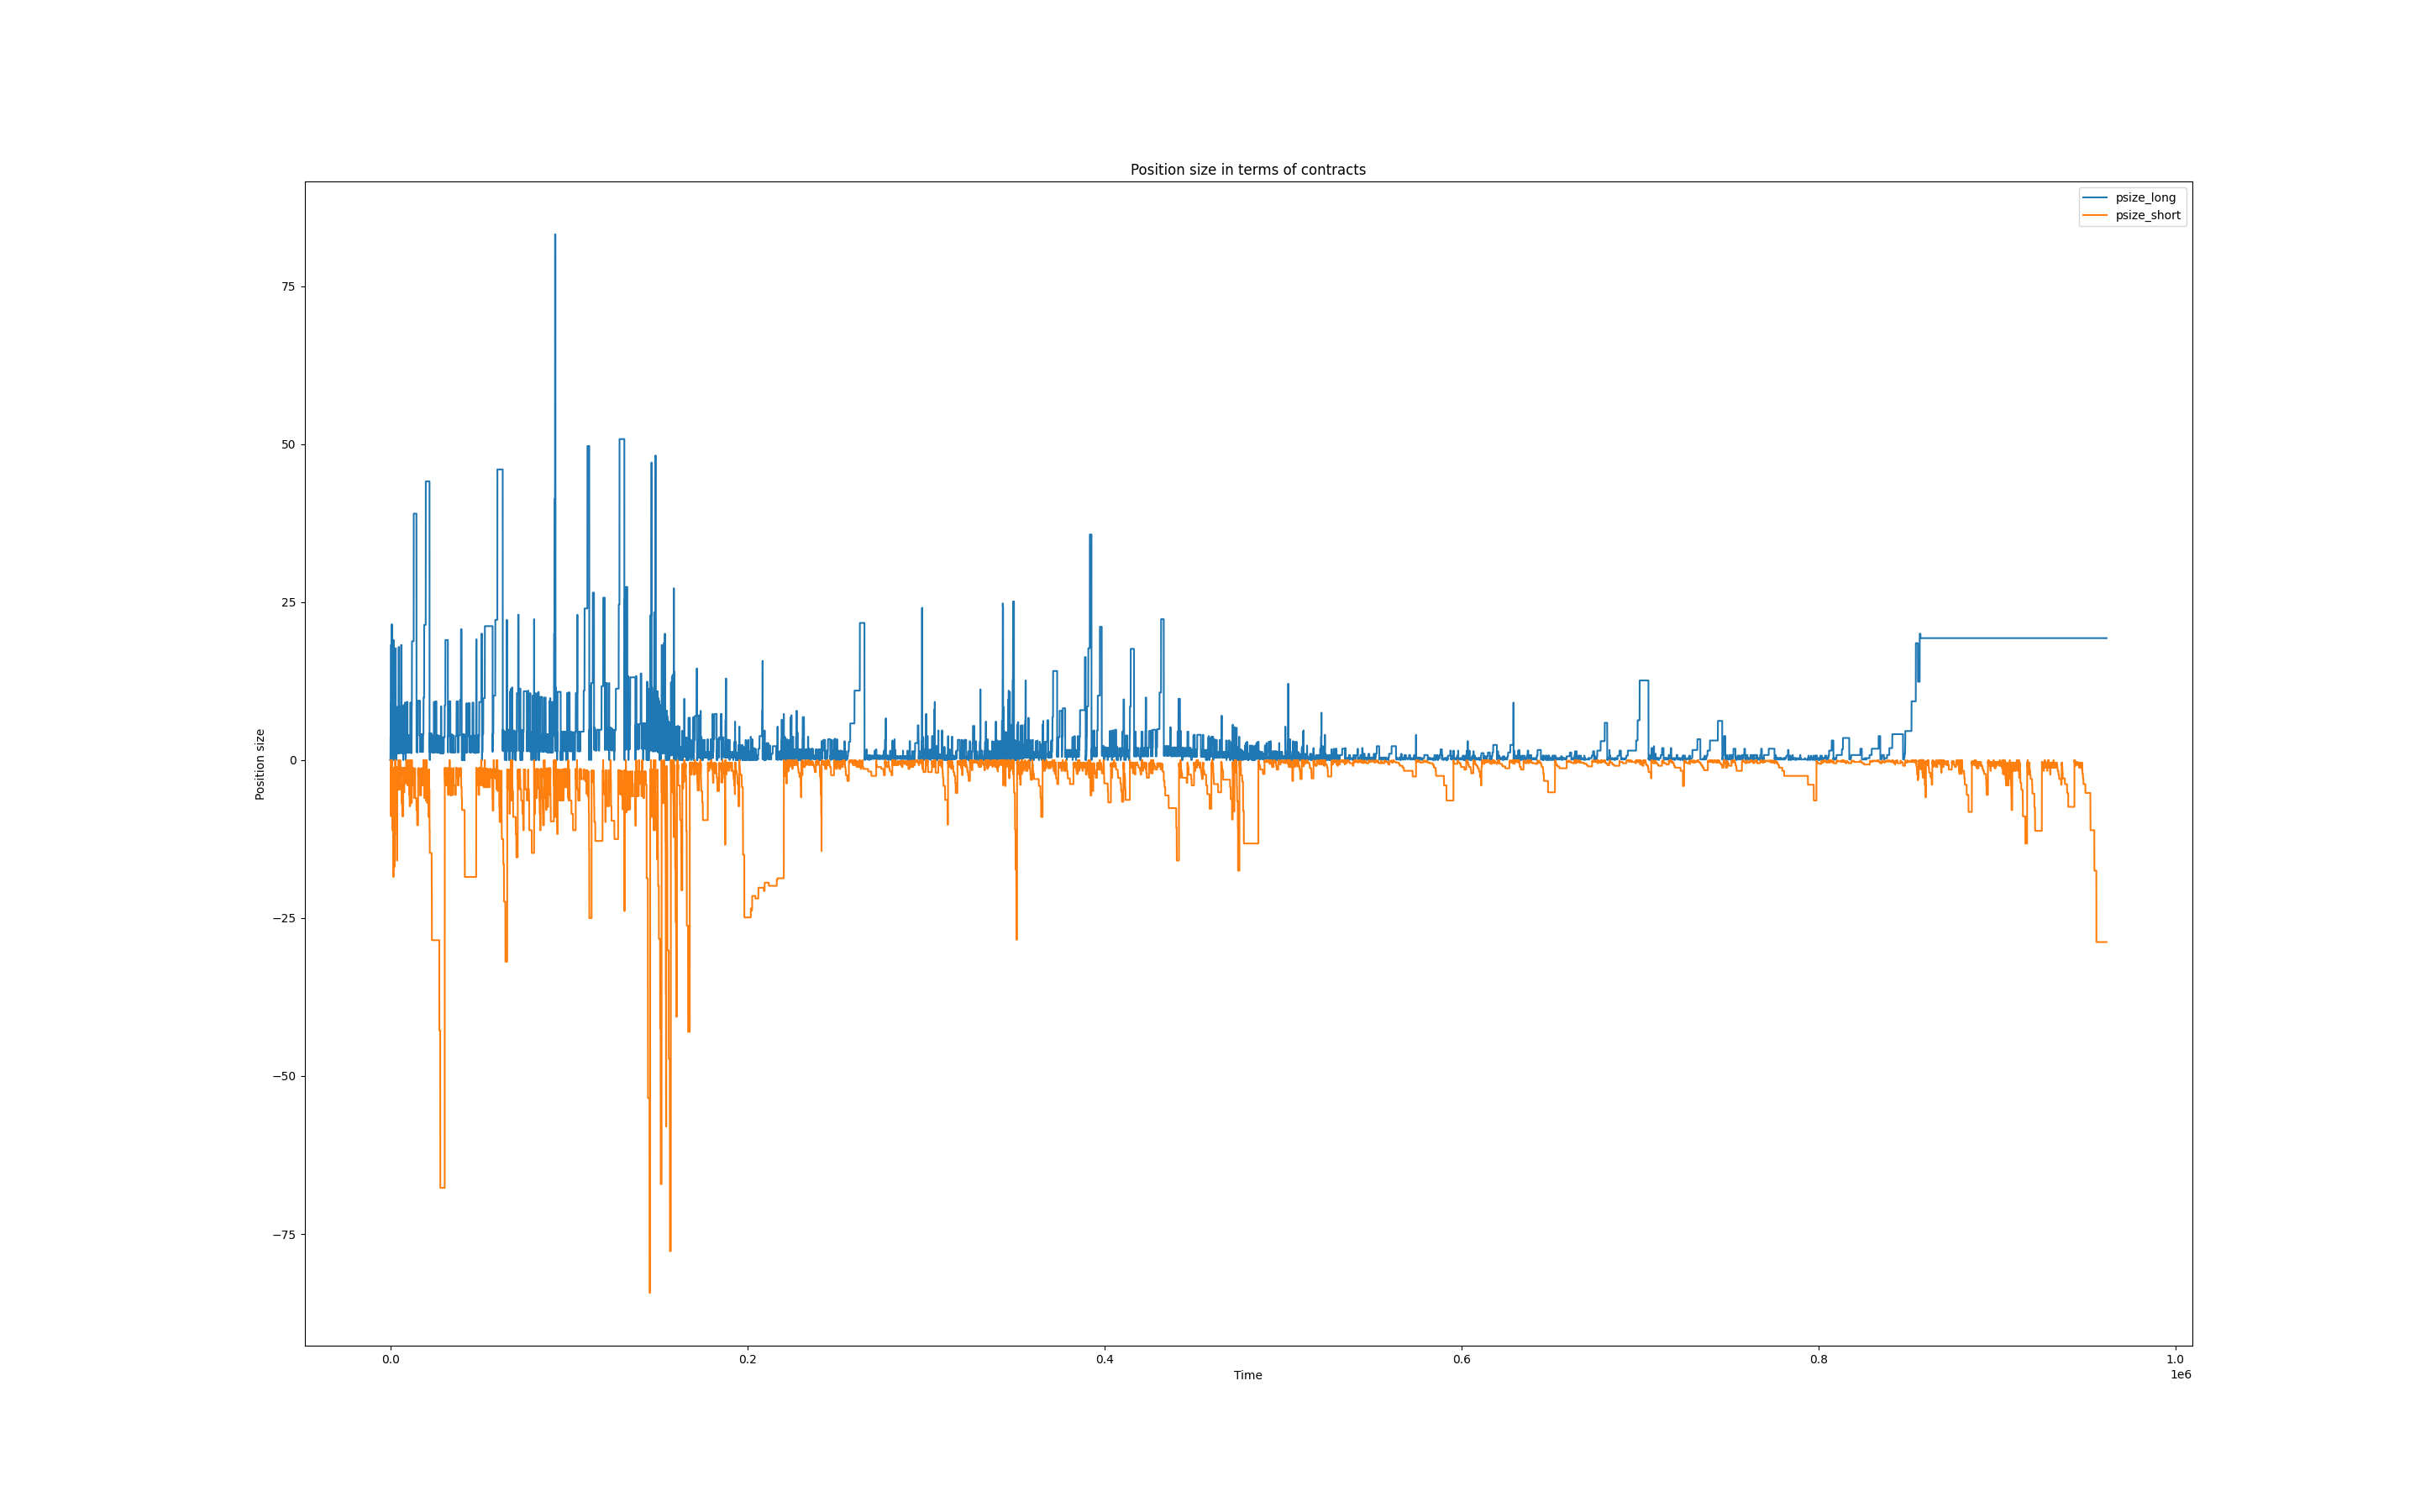 Position size in terms of contracts
psize_long
psize_short
Position size
75
50
25
0
−25
−50
−75
0.0
0.2
0.4
0.6
0.8
1.0
1e6
Time